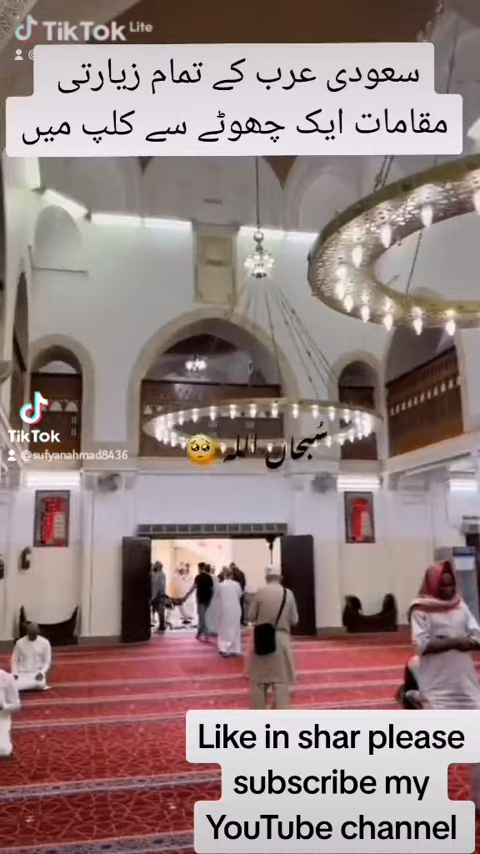 TikTok Lite
سعودی عرب کے تمام زیارتی
مقامات ایک چھوٹے سے کلپ میں
سُبحان الله
TikTok
@sufyanahmad8436
Like in shar please
subscribe my
YouTube channel